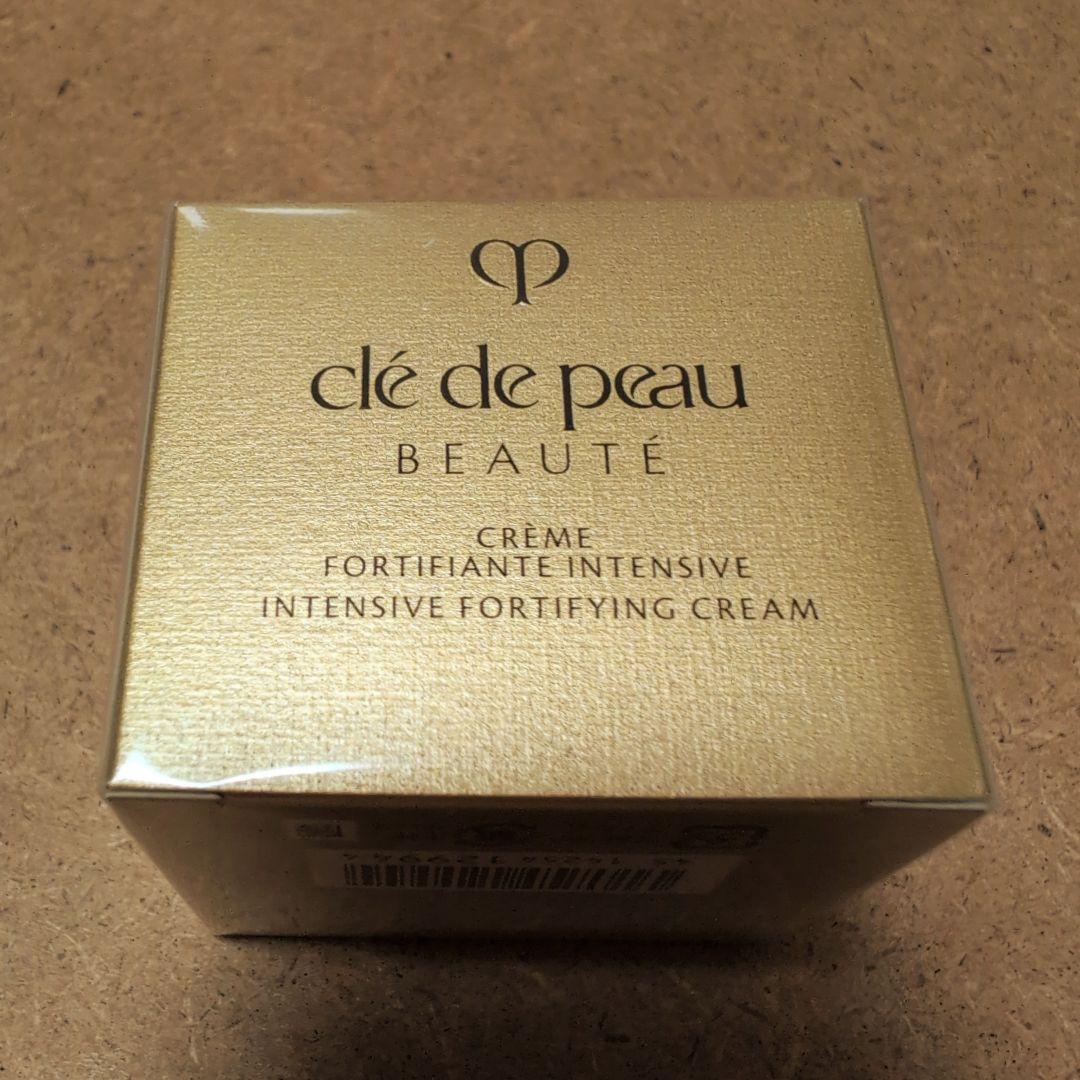 clé de peau
BEAUTÉ
CRÈME
FORTIFIANTE INTENSIVE
INTENSIVE FORTIFYING CREAM